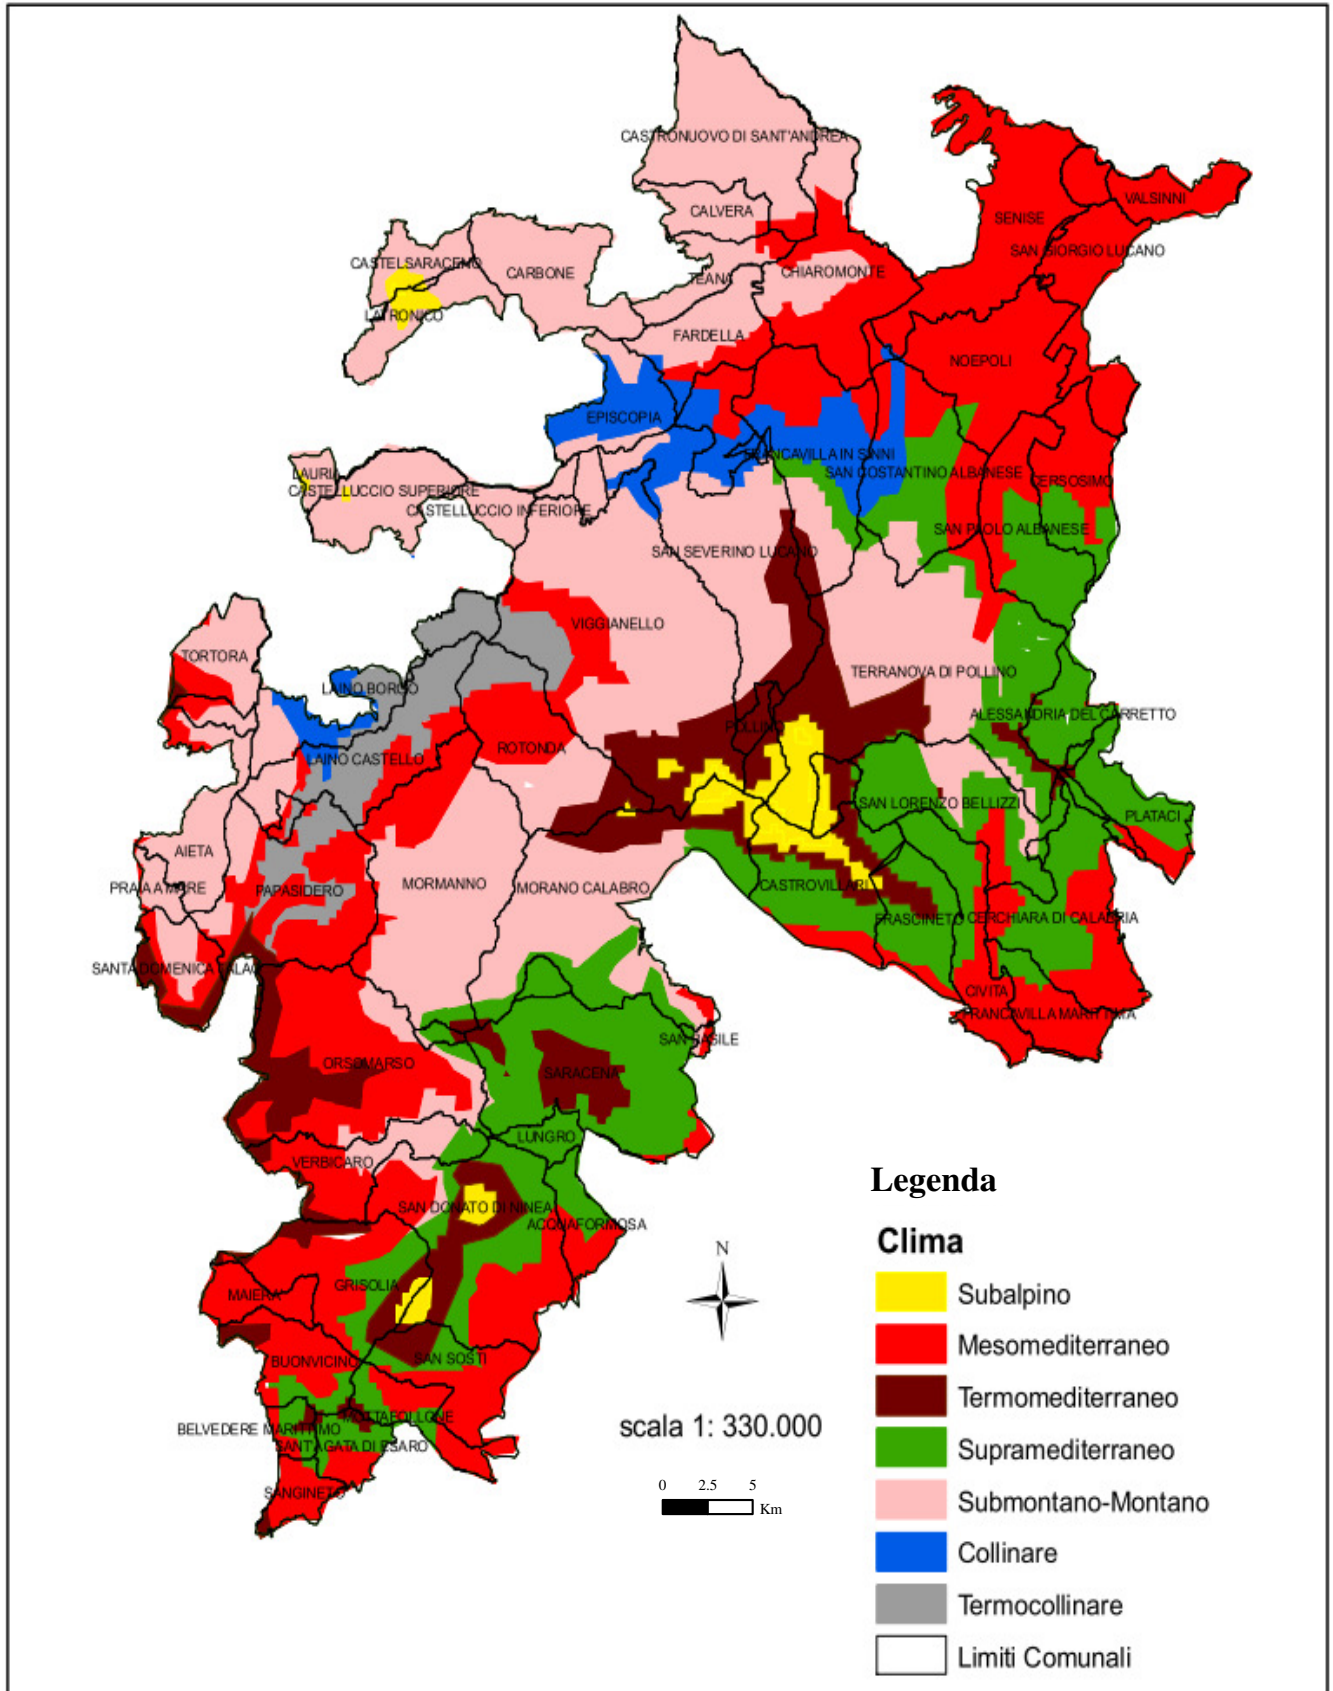 CASTRONUOVO DI SANT'ANDREA
VALSINNI
CALVERA
SENISE
SAN GIORGIO LUCANO
CASTELSARACENO
CARBONE
TEANA
CHIAROMONTE
LATRONICO
FARDELLA
NOEPOLI
EPISCOPIA
FRANCAVILLA IN SINNI
LAURIA
SAN COSTANTINO ALBANESE
CERSOSIMO
CASTELLUCCIO SUPERIORE
CASTELLUCCIO INFERIORE
SAN PAOLO ALBANESE
SAN SEVERINO LUCANO
VIGGIANELLO
TORTORA
TERRANOVA DI POLLINO
LAINO BORGO
ALESSANDRIA DEL CARRETTO
POLLINO
ROTONDA
LAINO CASTELLO
SAN LORENZO BELLIZZI
PLATACI
AIETA
PRAIA A MARE
PAPASIDERO
MORMANNO
MORANO CALABRO
CASTROVILLARI
FRASCINETO
CERCHIARA DI CALABRIA
SANTA DOMENICA TALAO
CIVITA
FRANCAVILLA MARITTIMA
SAN BASILE
ORSOMARSO
SARACENA
LUNGRO
VERBICARO
SAN DONATO DI NINEA
ACQUAFORMOSA
GRISOLIA
MAIERA'
BUONVICINO
SAN SOSTI
MOTTAFOLLONE
BELVEDERE MARITTIMO
SANT'AGATA DI ESARO
SANGINETO
N
scala 1: 330.000
0 2.5 5
Km
Legenda
Clima
Subalpino
Mesomediterraneo
Termomediterraneo
Supramediterraneo
Submontano-Montano
Collinare
Termocollinare
Limiti Comunali